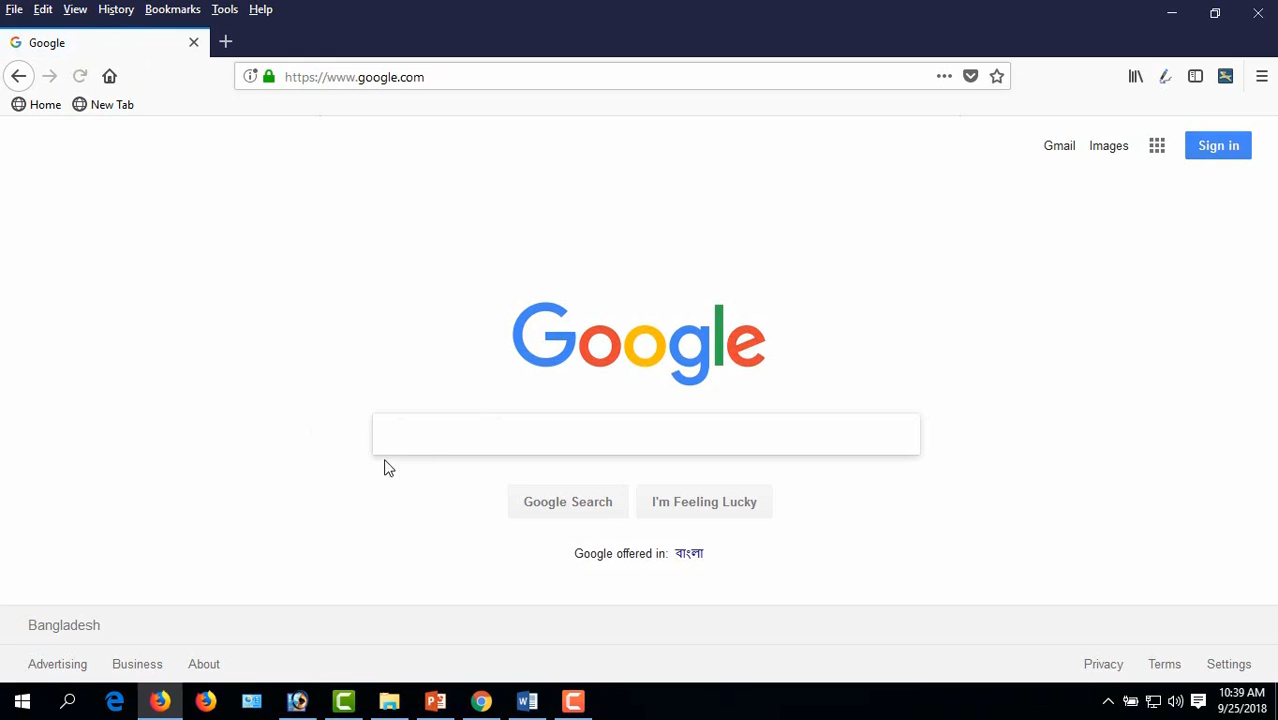 File Edit View History Bookmarks Tools Help
Google
https://www.google.com
Home New Tab
Gmail Images Sign in
Google
Google Search I'm Feeling Lucky
Google offered in: বাংলা
Bangladesh
Advertising Business About Privacy Terms Settings
10:39 AM
9/25/2018